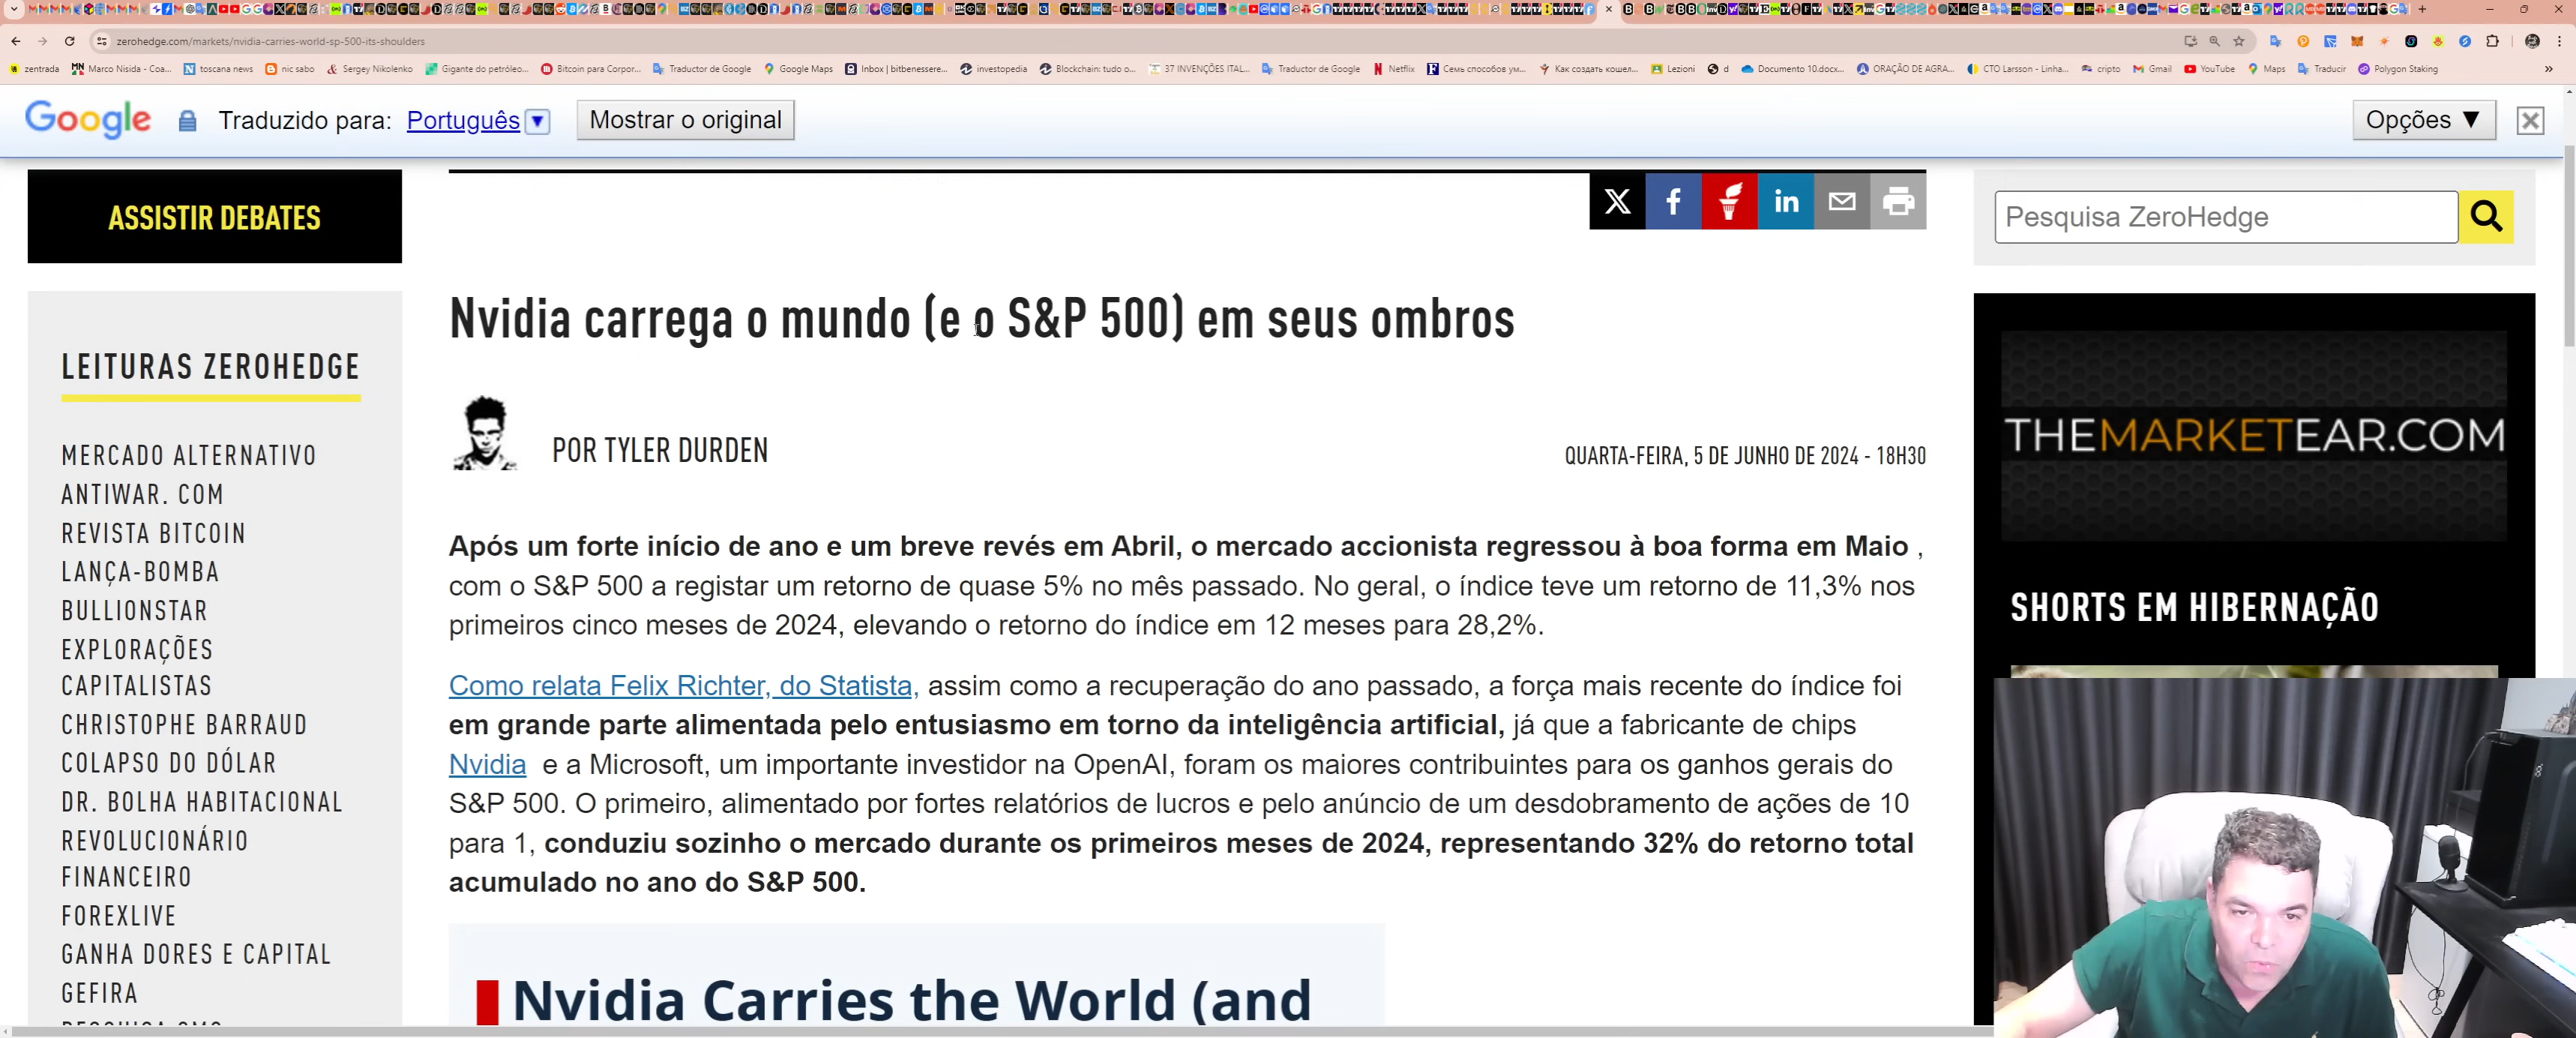 zerohedge.com/markets/nvidia-carries-world-sp-500-its-shoulders
zentrada
Marco Nisida - Coa...
toscana news
nic sabo
Sergey Nikolenko
Gigante do petróleo...
Bitcoin para Corpor...
Traductor de Google
Google Maps
Inbox | bitbenessere...
investopedia
Blockchain: tudo o...
37 INVENÇÕES ITAL...
Traductor de Google
Netflix
Семь способов ум...
Как создать кошел...
Lezioni
d
Documento 10.docx...
ORAÇÃO DE AGRA...
CTO Larsson - Linha...
cripto
Gmail
YouTube
Maps
Traducir
Polygon Staking
Google
Traduzido para: Português
Mostrar o original
Opções ▼
ASSISTIR DEBATES
Pesquisa ZeroHedge
Nvidia carrega o mundo (e o S&P 500) em seus ombros
POR TYLER DURDEN
QUARTA-FEIRA, 5 DE JUNHO DE 2024 - 18H30
Após um forte início de ano e um breve revés em Abril, o mercado accionista regressou à boa forma em Maio ,
com o S&P 500 a registar um retorno de quase 5% no mês passado. No geral, o índice teve um retorno de 11,3% nos
primeiros cinco meses de 2024, elevando o retorno do índice em 12 meses para 28,2%.
Como relata Felix Richter, do Statista, assim como a recuperação do ano passado, a força mais recente do índice foi
em grande parte alimentada pelo entusiasmo em torno da inteligência artificial, já que a fabricante de chips
Nvidia e a Microsoft, um importante investidor na OpenAI, foram os maiores contribuintes para os ganhos gerais do
S&P 500. O primeiro, alimentado por fortes relatórios de lucros e pelo anúncio de um desdobramento de ações de 10
para 1, conduziu sozinho o mercado durante os primeiros meses de 2024, representando 32% do retorno total
acumulado no ano do S&P 500.
Nvidia Carries the World (and
LEITURAS ZEROHEDGE
MERCADO ALTERNATIVO
ANTIWAR. COM
REVISTA BITCOIN
LANÇA-BOMBA
BULLIONSTAR
EXPLORAÇÕES
CAPITALISTAS
CHRISTOPHE BARRAUD
COLAPSO DO DÓLAR
DR. BOLHA HABITACIONAL
REVOLUCIONÁRIO
FINANCEIRO
FOREXLIVE
GANHA DORES E CAPITAL
GEFIRA
THEMARKETEAR.COM
SHORTS EM HIBERNAÇÃO